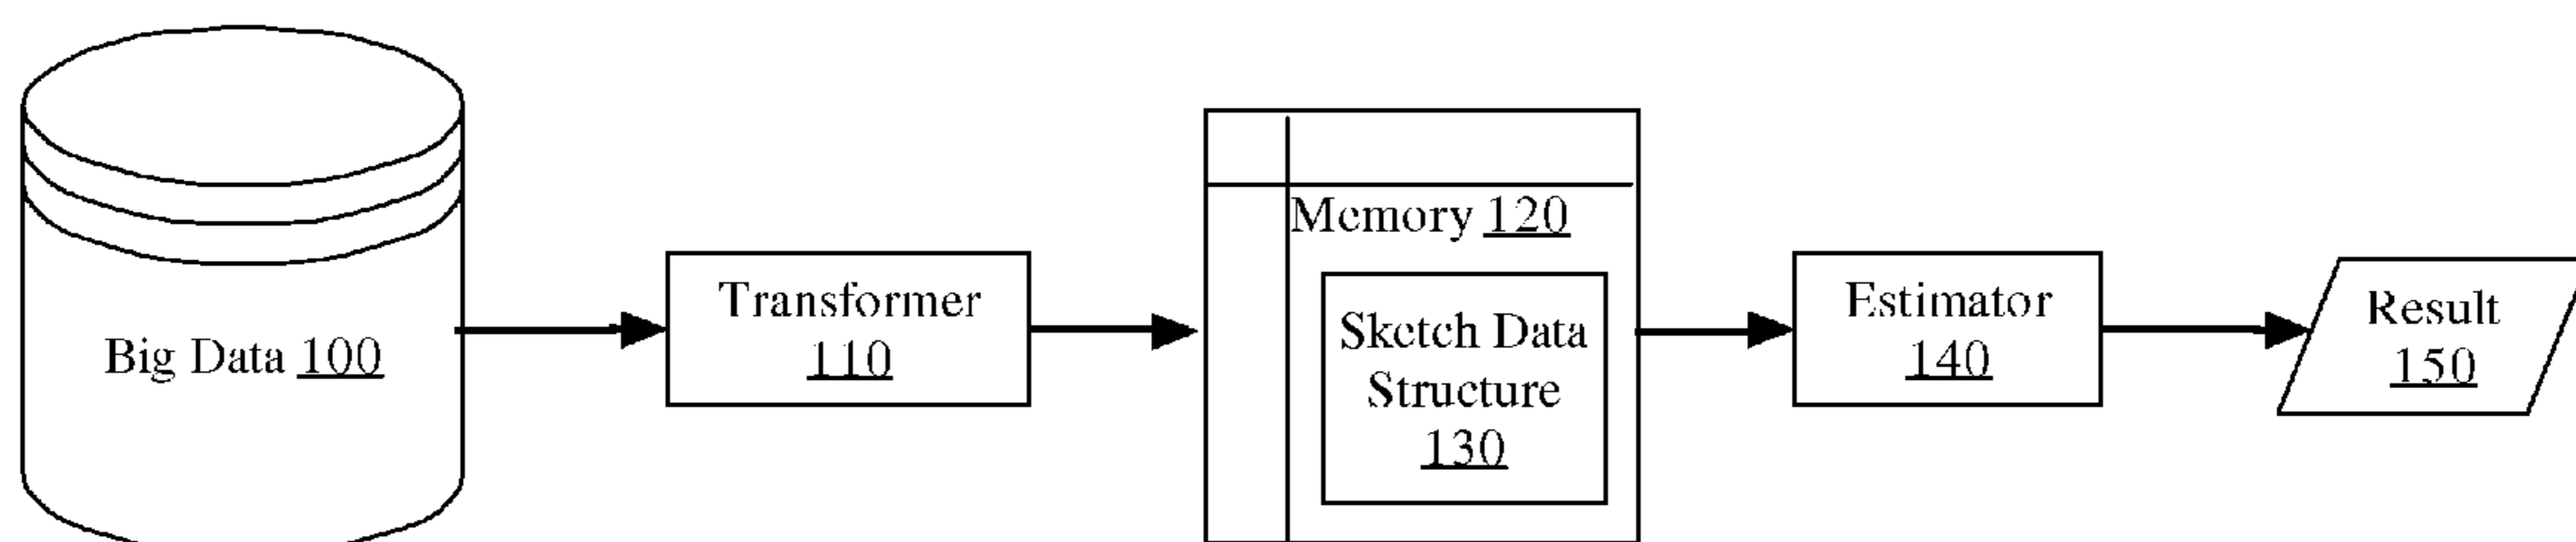 Big Data 100
Transformer
110
Memory 120
Sketch Data
Structure
130
Estimator
140
Result
150